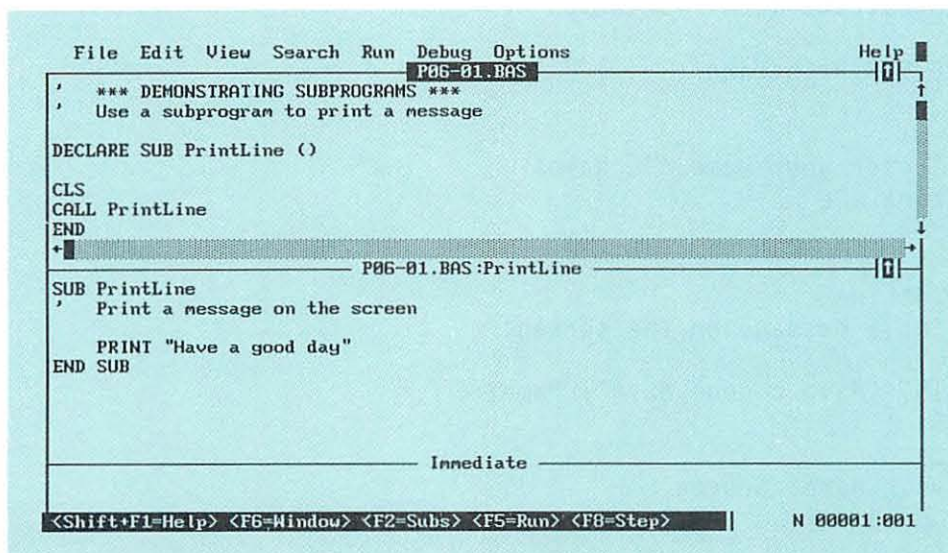 File Edit View Search Run Debug Options Help
P06-01.BAS
' *** DEMONSTRATING SUBPROGRAMS ***
' Use a subprogram to print a message
DECLARE SUB PrintLine ()
CLS
CALL PrintLine
END
P06-01.BAS:PrintLine
SUB PrintLine
' Print a message on the screen
PRINT "Have a good day"
END SUB
Immediate
<Shift+F1=Help> <F6=Window> <F2=Subs> <F5=Run> <F8=Step> N 00001:001